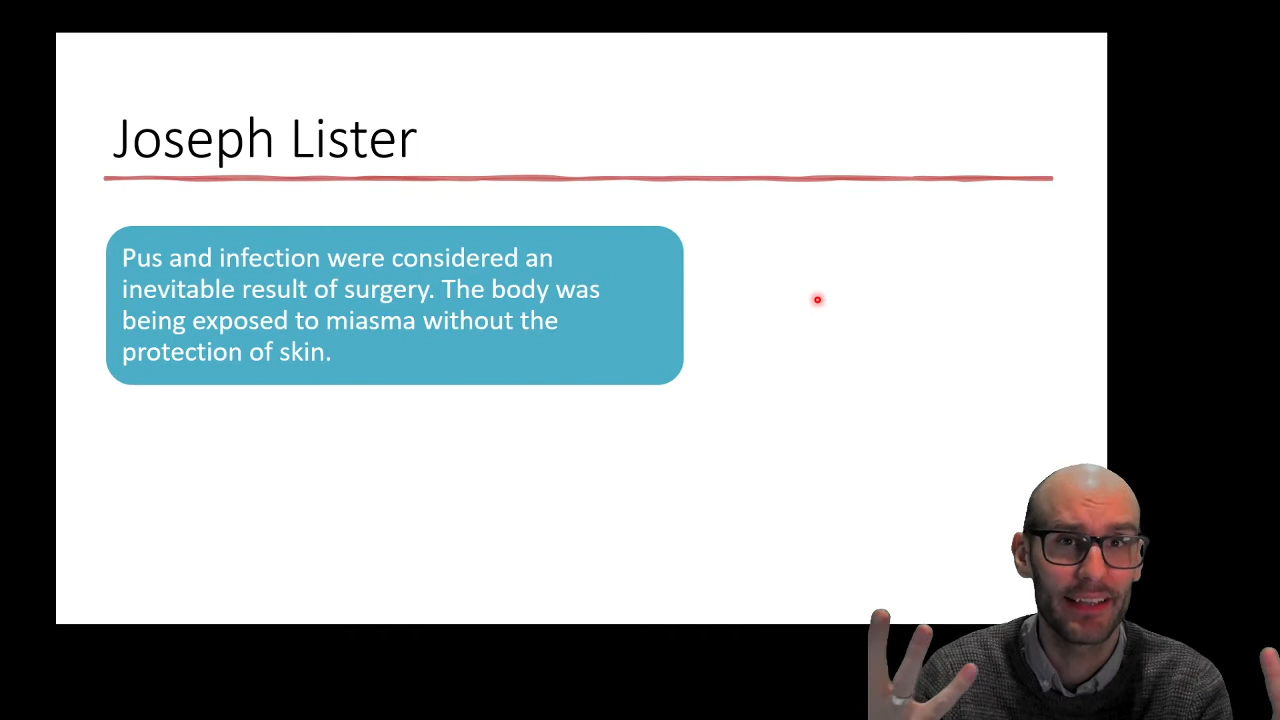 Joseph Lister
Pus and infection were considered an
inevitable result of surgery. The body was
being exposed to miasma without the
protection of skin.